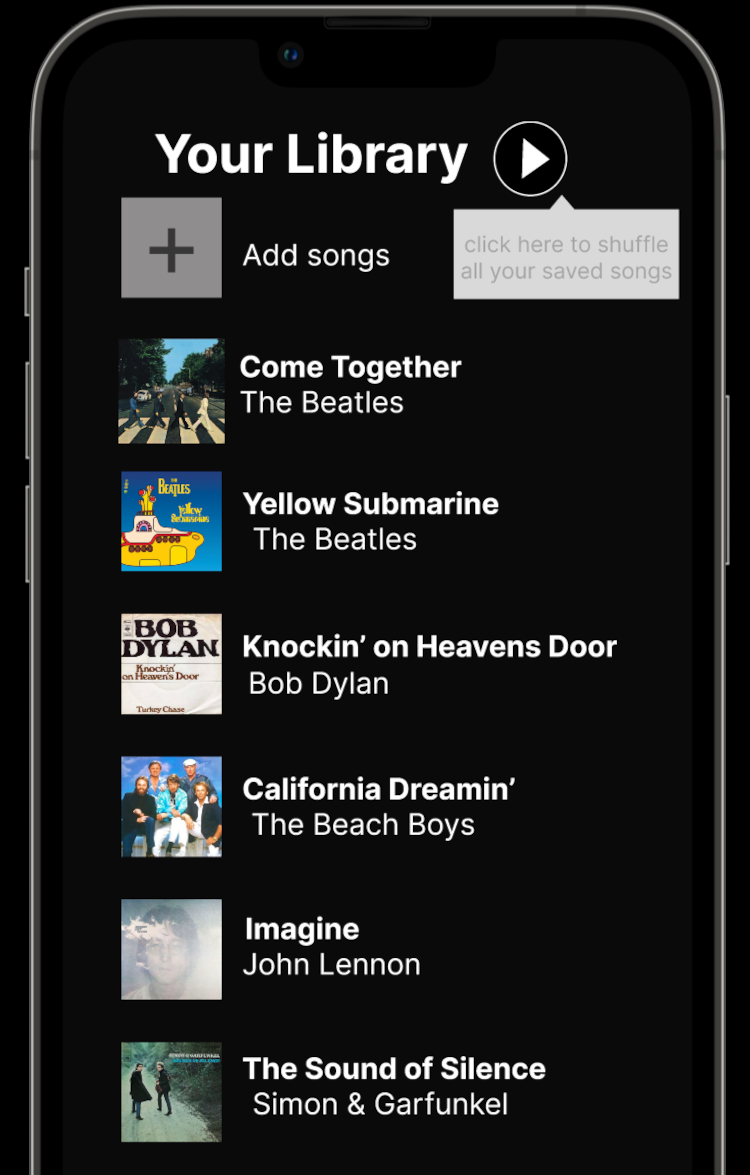 Your Library
Add songs
click here to shuffle
all your saved songs
Come Together
The Beatles
THE
BEATLES
Yellow
Submarine
Yellow Submarine
The Beatles
BOB
DYLAN
Knockin'
on Heaven's Door
Turkey Chase
Knockin’ on Heavens Door
Bob Dylan
California Dreamin’
The Beach Boys
Imagine
John Lennon
SIMON & GARFUNKEL
The Sound of Silence
Simon & Garfunkel